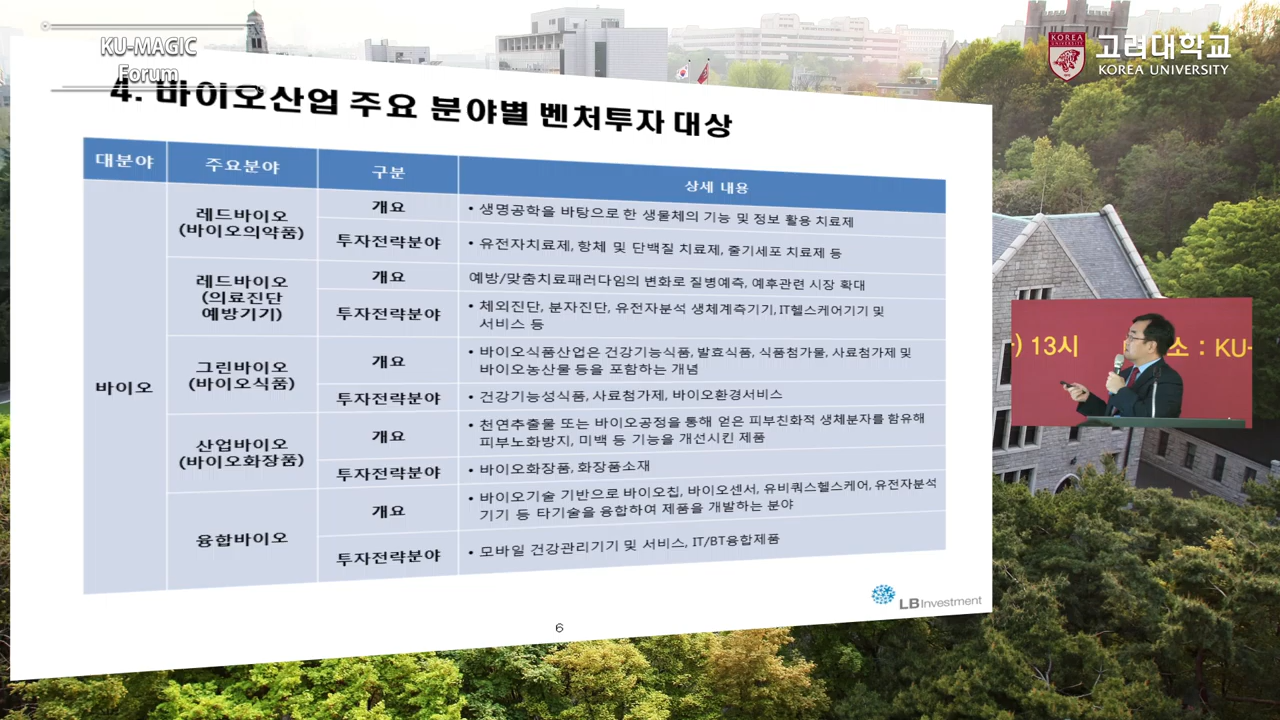 KU-MAGIC
Forum
KOREA
UNIVERSITY
고려대학교
KOREA UNIVERSITY
4. 바이오산업 주요 분야별 벤처투자 대상
대분야 주요분야 구분 상세 내용
바이오
레드바이오
(바이오의약품)
개요
• 생명공학을 바탕으로 한 생물체의 기능 및 정보 활용 치료제
투자전략분야
• 유전자치료제, 항체 및 단백질 치료제, 줄기세포 치료제 등
레드바이오
(의료진단
예방기기)
개요
예방/맞춤치료패러다임의 변화로 질병예측, 예후관련 시장 확대
투자전략분야
• 체외진단, 분자진단, 유전자분석 생체계측기기, IT헬스케어기기 및
서비스 등
그린바이오
(바이오식품)
개요
• 바이오식품산업은 건강기능식품, 발효식품, 식품첨가물, 사료첨가제 및
바이오농산물 등을 포함하는 개념
투자전략분야
• 건강기능성식품, 사료첨가제, 바이오환경서비스
산업바이오
(바이오화장품)
개요
• 천연추출물 또는 바이오공정을 통해 얻은 피부친화적 생체분자를 함유해
피부노화방지, 미백 등 기능을 개선시킨 제품
투자전략분야
• 바이오화장품, 화장품소재
융합바이오
개요
• 바이오기술 기반으로 바이오칩, 바이오센서, 유비쿼스헬스케어, 유전자분석
기기 등 타기술을 융합하여 제품을 개발하는 분야
투자전략분야
• 모바일 건강관리기기 및 서비스, IT/BT융합제품
LB Investment
6
) 13시 소 : KU-